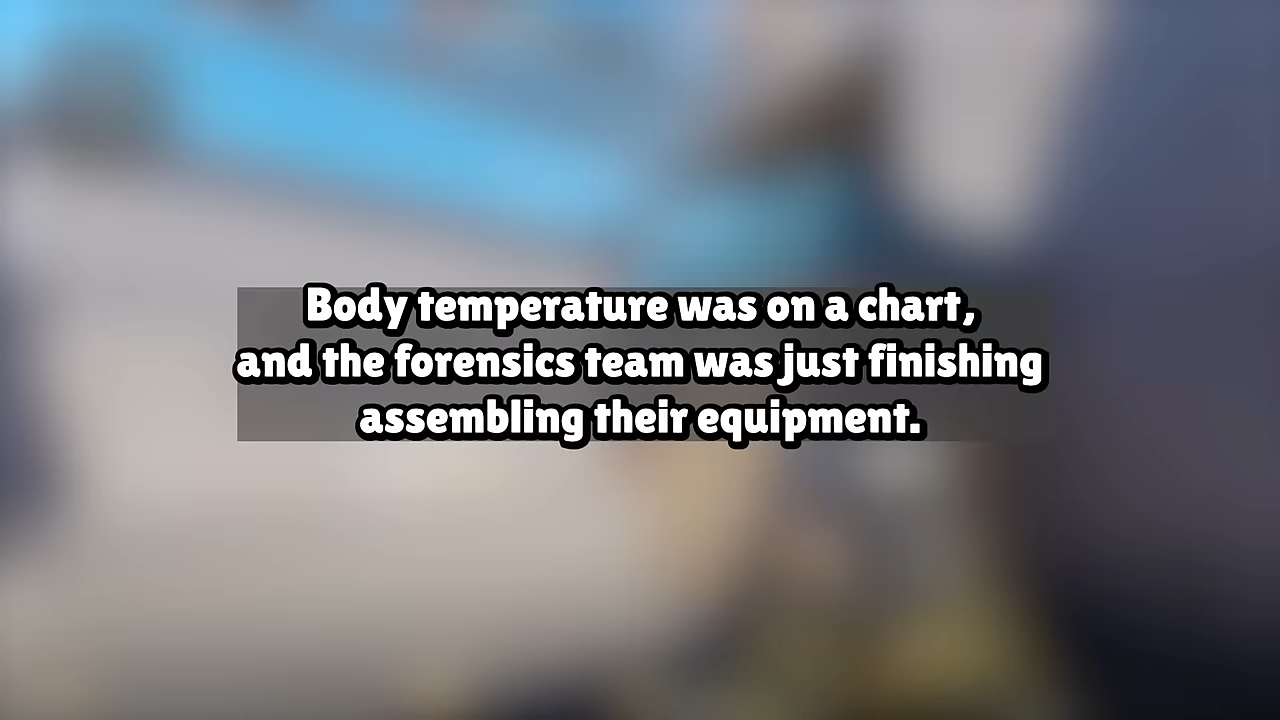 Body temperature was on a chart,
and the forensics team was just finishing
assembling their equipment.